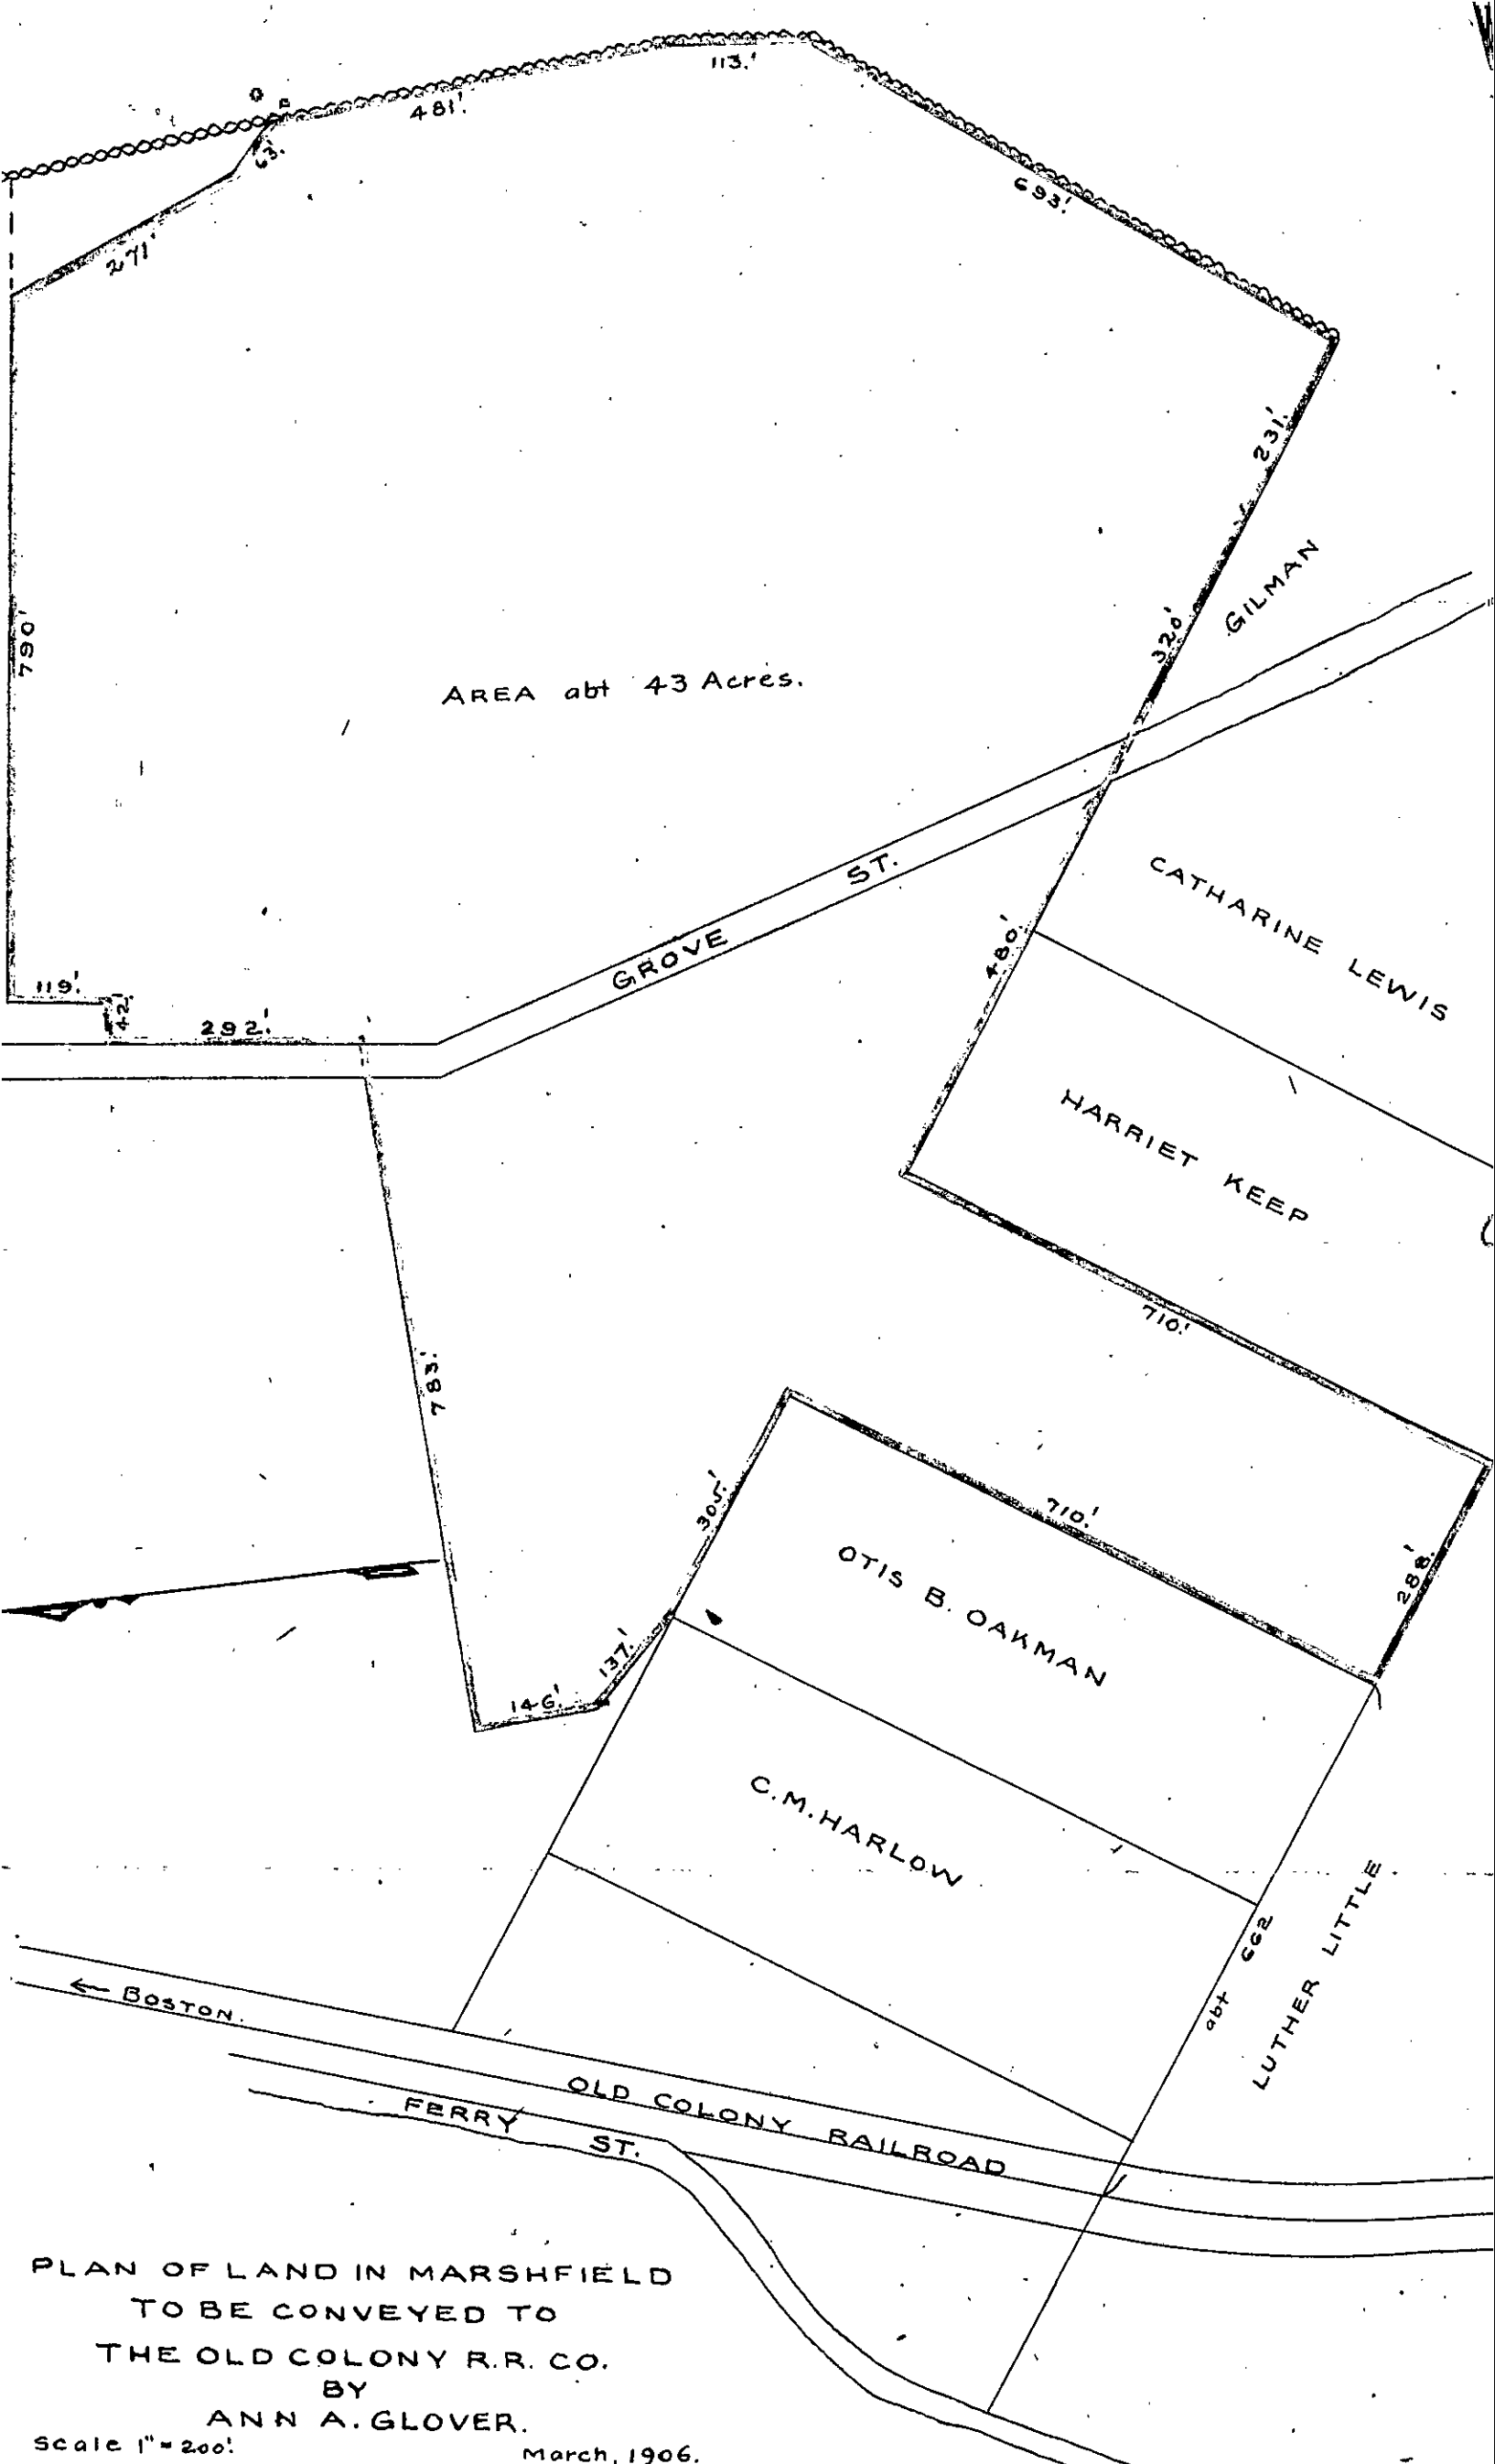 113.'
481.'
63.'
271'
693.'
231.'
320'
GILMAN
790'
AREA abt 43 Acres.
GROVE ST.
CATHARINE LEWIS
480.'
119.'
42.'
292.'
HARRIET KEEP
710.'
783.'
305.'
710.'
288.'
OTIS B. OAKMAN
137.'
146.'
C.M. HARLOW
abt 662
LUTHER LITTLE
← BOSTON.
OLD COLONY RAILROAD
FERRY ST.
PLAN OF LAND IN MARSHFIELD
TO BE CONVEYED TO
THE OLD COLONY R.R. CO.
BY
ANN A. GLOVER.
Scale 1" = 200.'
March, 1906.